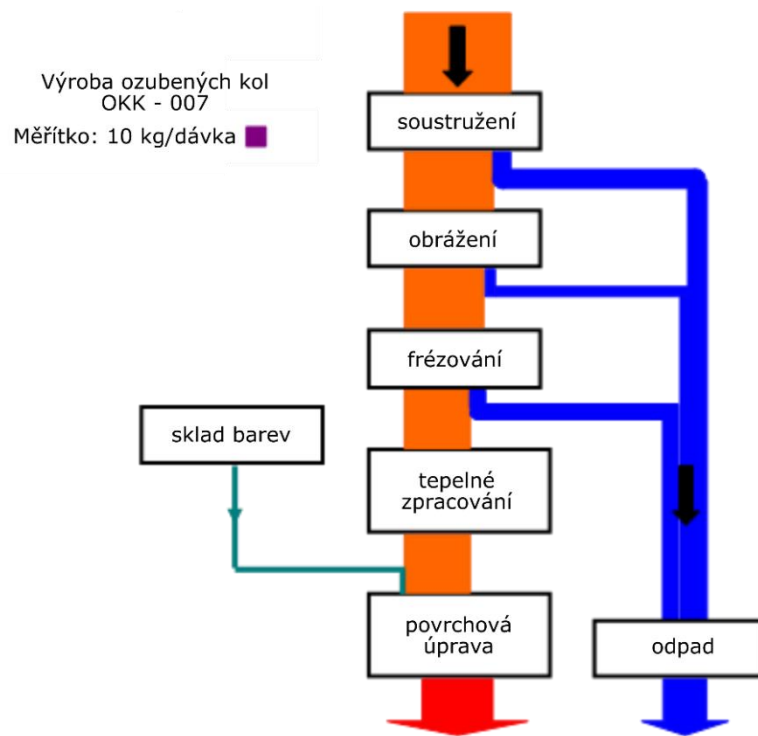 Výroba ozubených kol
OKK - 007
Měřítko: 10 kg/dávka
soustružení
obrážení
frézování
sklad barev
tepelné
zpracování
povrchová
úprava
odpad